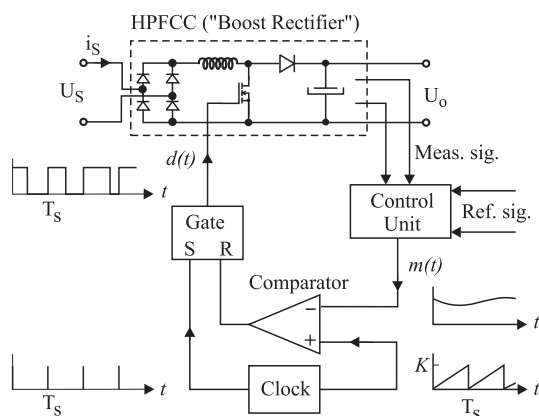 HPFCC ("Boost Rectifier")
iS
US
Uo
d(t)
Meas. sig.
t
TS
Gate
S R
Control
Unit
Ref. sig.
m(t)
Comparator
−
+
t
Clock
t
TS
K
t
TS